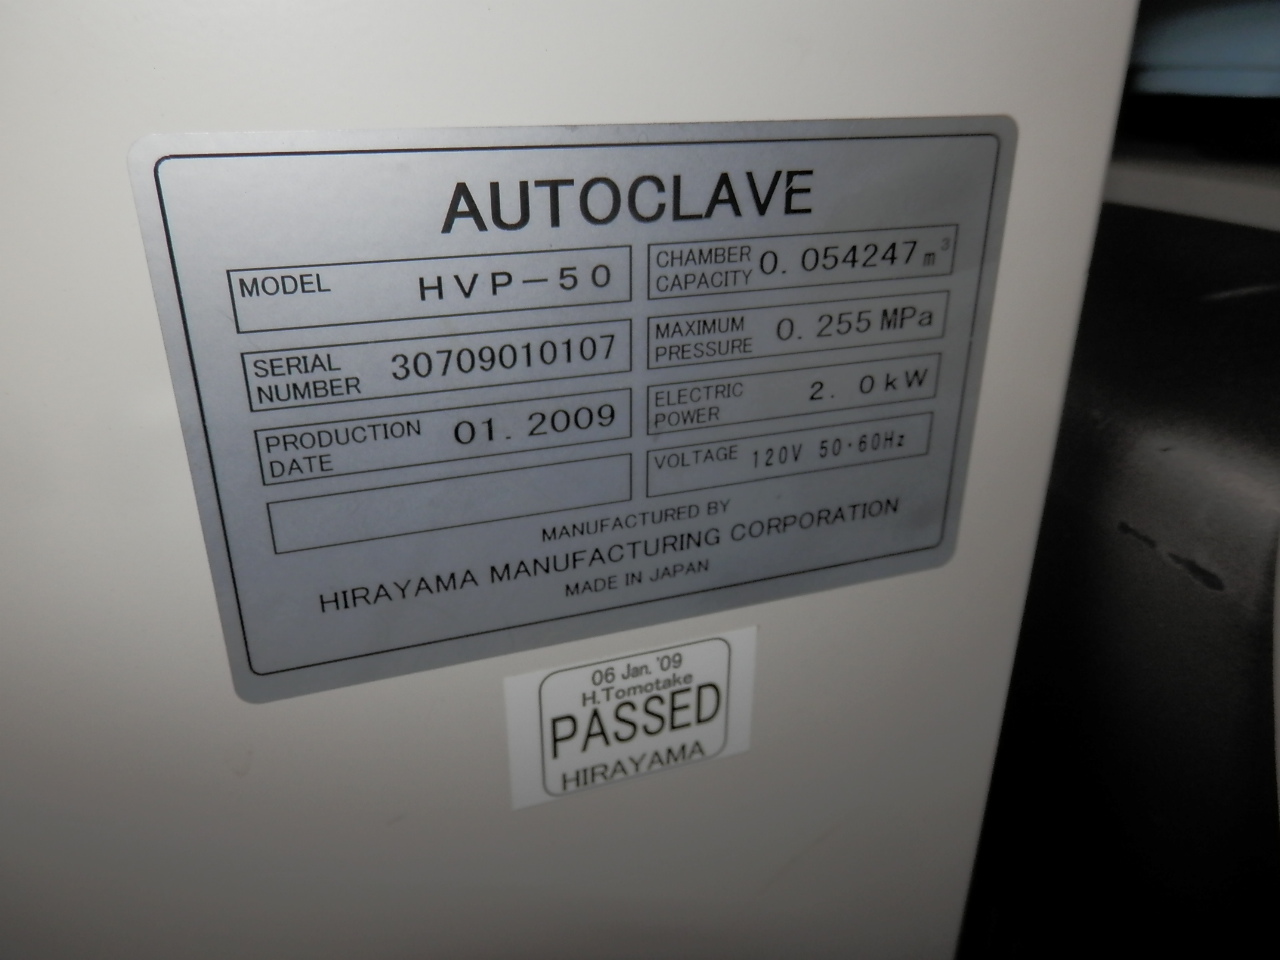 AUTOCLAVE
MODEL HVP-50
SERIAL NUMBER 30709010107
PRODUCTION DATE 01. 2009
CHAMBER CAPACITY 0. 054247 m³
MAXIMUM PRESSURE 0. 255 MPa
ELECTRIC POWER 2. 0 kW
VOLTAGE 120V 50·60Hz
MANUFACTURED BY
HIRAYAMA MANUFACTURING CORPORATION
MADE IN JAPAN
06 Jan. '09
H.Tomotake
PASSED
HIRAYAMA